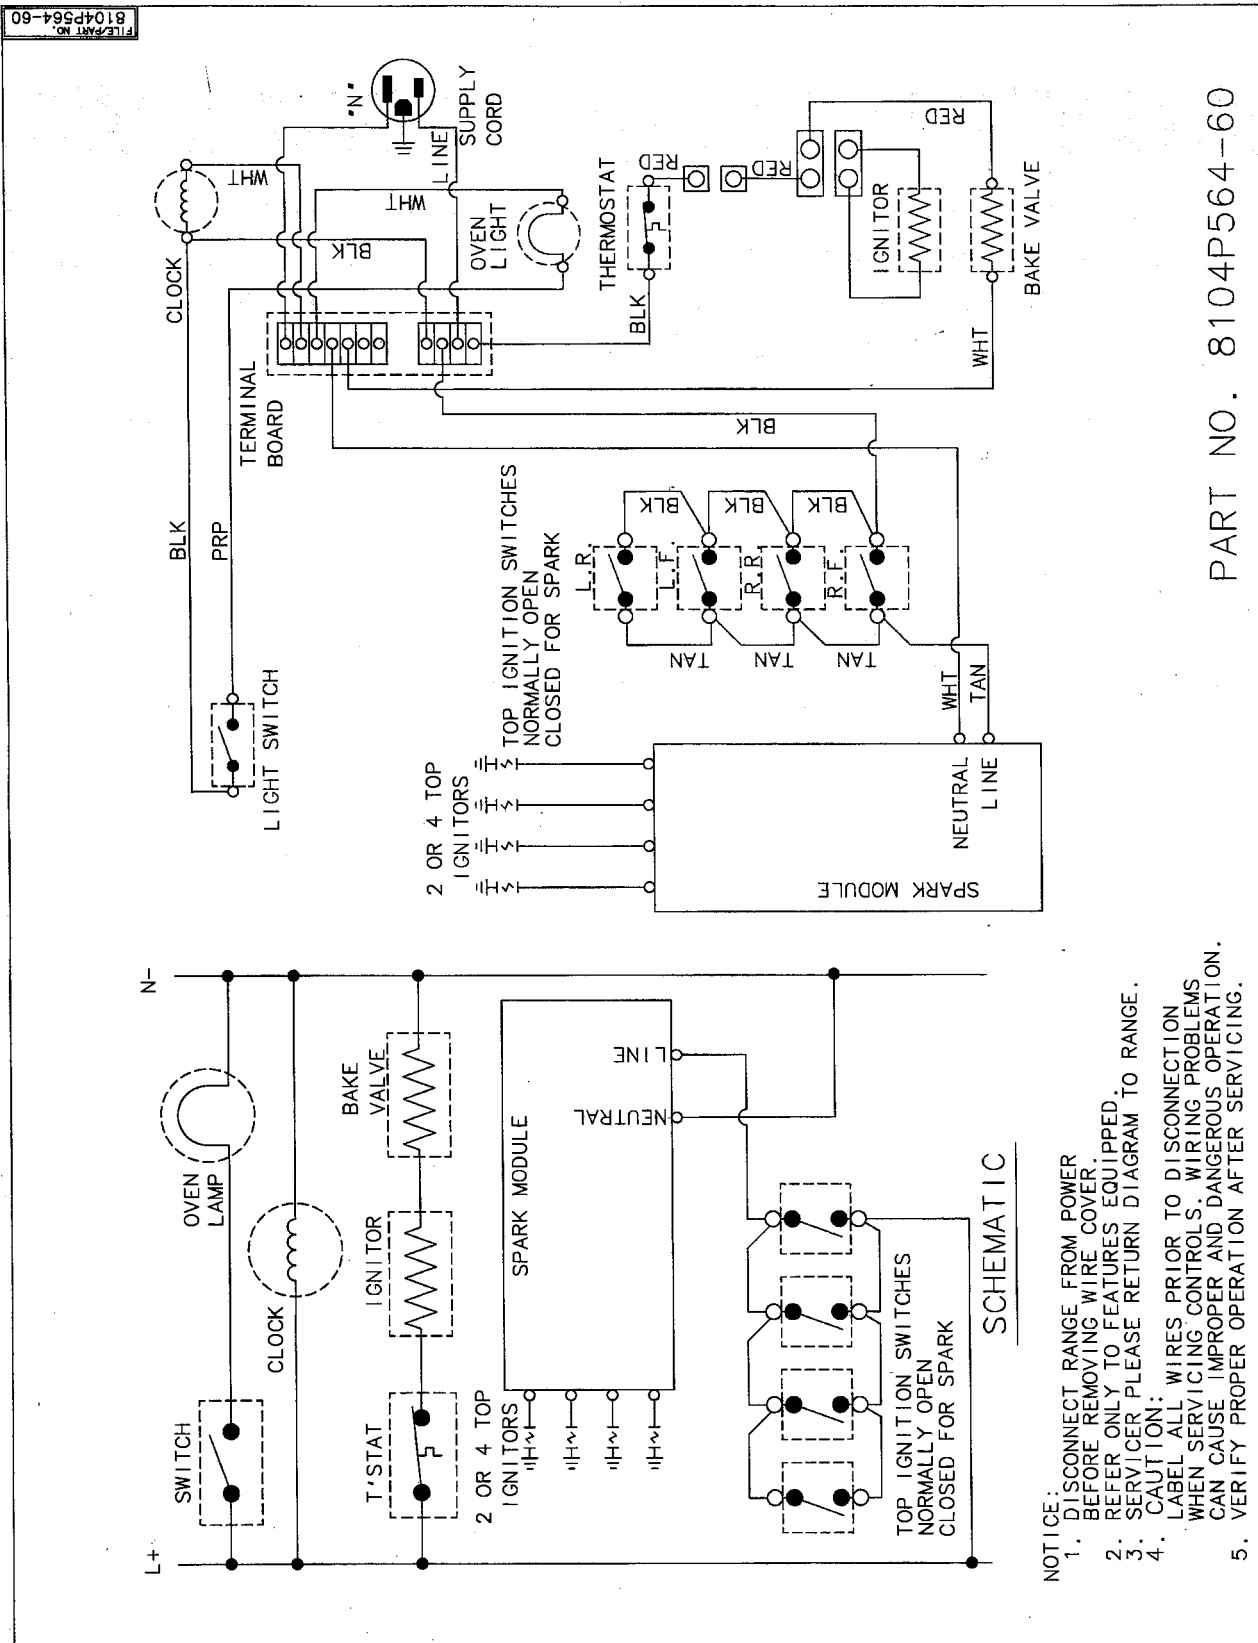 FILE/PART NO.
8104P564-60
"N"
SUPPLY
CORD
LINE
WHT
WHT
CLOCK
BLK
OVEN
LIGHT
THERMOSTAT
RED
RED
RED
IGNITOR
BAKE VALVE
BLK
WHT
TERMINAL
BOARD
BLK
BLK
PRP
LIGHT SWITCH
TOP IGNITION SWITCHES
NORMALLY OPEN
CLOSED FOR SPARK
L.R.
L.F.
R.R.
R.F.
BLK
BLK
BLK
TAN
TAN
TAN
WHT
TAN
2 OR 4 TOP
IGNITORS
NEUTRAL
LINE
SPARK MODULE
PART NO. 8104P564-60
L+
N-
SWITCH
OVEN
LAMP
CLOCK
T'STAT
IGNITOR
BAKE
VALVE
2 OR 4 TOP
IGNITORS
SPARK MODULE
LINE
NEUTRAL
TOP IGNITION SWITCHES
NORMALLY OPEN
CLOSED FOR SPARK
SCHEMATIC
NOTICE:
1. DISCONNECT RANGE FROM POWER
BEFORE REMOVING WIRE COVER.
2. REFER ONLY TO FEATURES EQUIPPED.
3. SERVICER PLEASE RETURN DIAGRAM TO RANGE.
4. CAUTION:
LABEL ALL WIRES PRIOR TO DISCONNECTION
WHEN SERVICING CONTROLS. WIRING PROBLEMS
CAN CAUSE IMPROPER AND DANGEROUS OPERATION.
5. VERIFY PROPER OPERATION AFTER SERVICING.